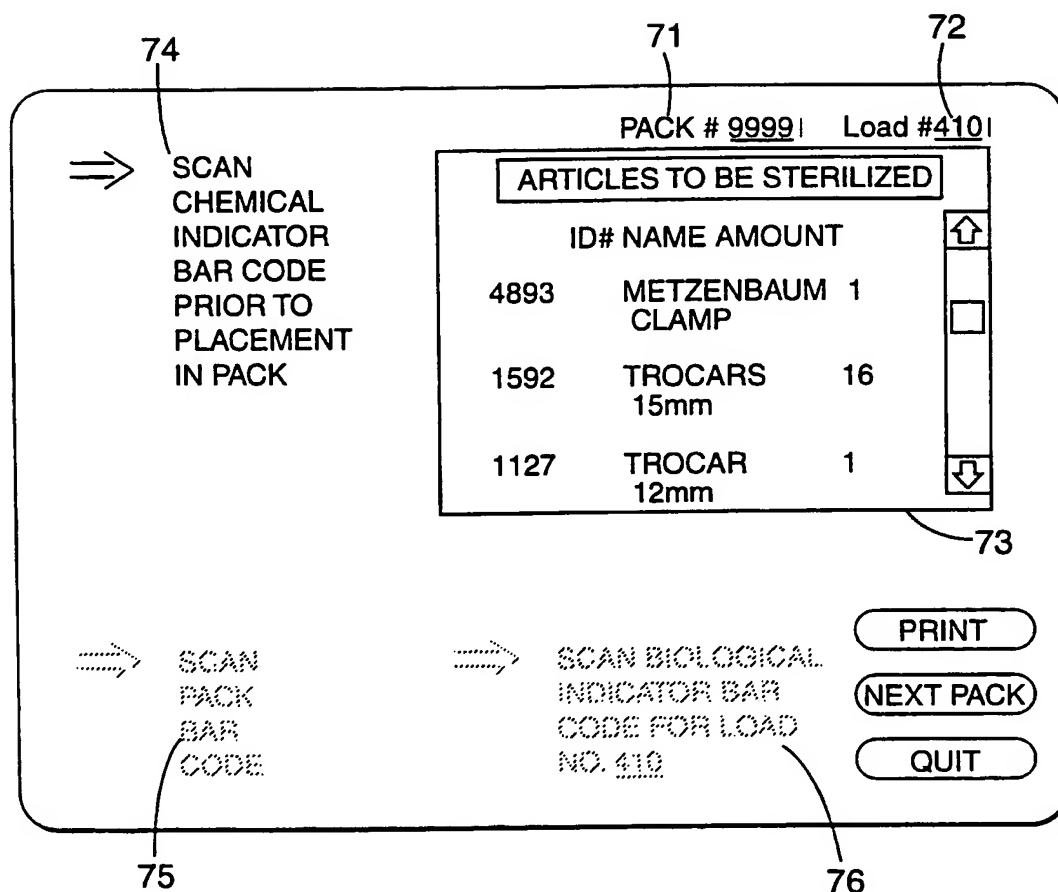 74
71
72
PACK # 9999 Load #410
SCAN
CHEMICAL
INDICATOR
BAR CODE
PRIOR TO
PLACEMENT
IN PACK
ARTICLES TO BE STERILIZED
ID# NAME AMOUNT
4893 METZENBAUM 1
CLAMP
1592 TROCARS 16
15mm
1127 TROCAR 1
12mm
73
SCAN
PACK
BAR
CODE
SCAN BIOLOGICAL
INDICATOR BAR
CODE FOR LOAD
NO. 410
PRINT
NEXT PACK
QUIT
75
76